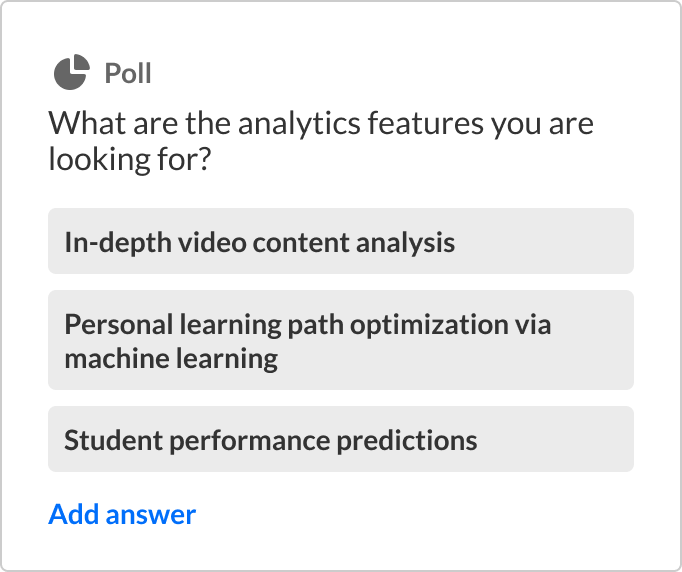 Poll
What are the analytics features you are
looking for?
In-depth video content analysis
Personal learning path optimization via
machine learning
Student performance predictions
Add answer